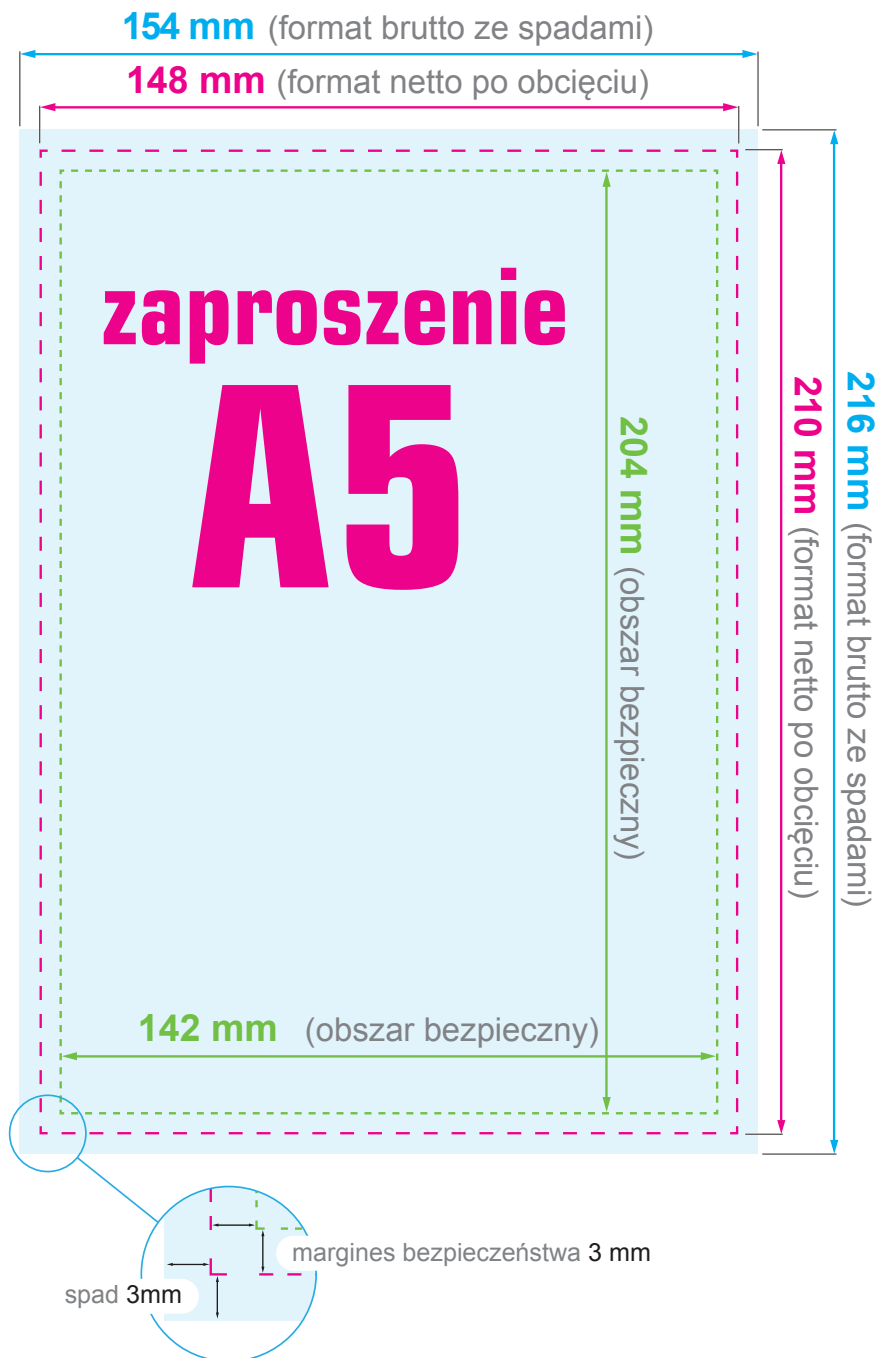 154 mm (format brutto ze spadami)
148 mm (format netto po obcięciu)
zaproszenie
A5
204 mm (obszar bezpieczny)
210 mm (format netto po obcięciu)
216 mm (format brutto ze spadami)
142 mm (obszar bezpieczny)
margines bezpieczeństwa 3 mm
spad 3mm